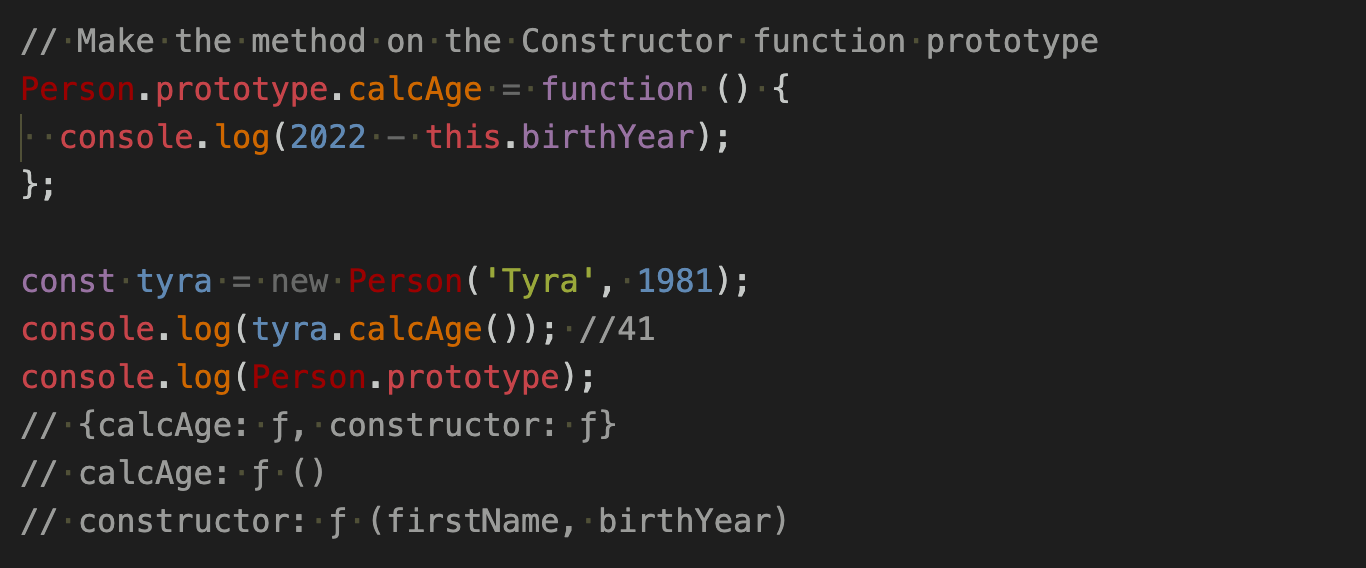 // Make the method on the Constructor function prototype
Person.prototype.calcAge = function () {
  console.log(2022 - this.birthYear);
};
const tyra = new Person('Tyra', 1981);
console.log(tyra.calcAge()); //41
console.log(Person.prototype);
// {calcAge: ƒ, constructor: ƒ}
// calcAge: ƒ ()
// constructor: ƒ (firstName, birthYear)